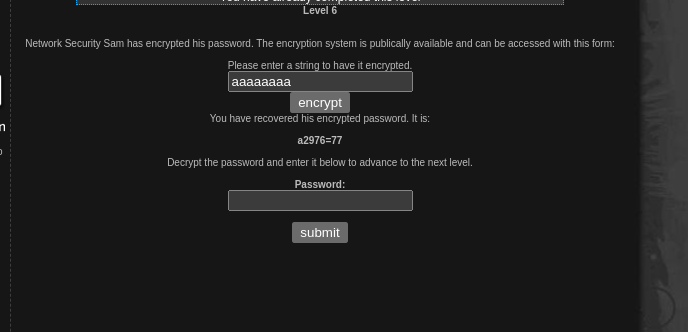 Level 6
Network Security Sam has encrypted his password. The encryption system is publically available and can be accessed with this form:
Please enter a string to have it encrypted.
aaaaaaaa
encrypt
You have recovered his encrypted password. It is:
a2976=77
Decrypt the password and enter it below to advance to the next level.
Password:
submit